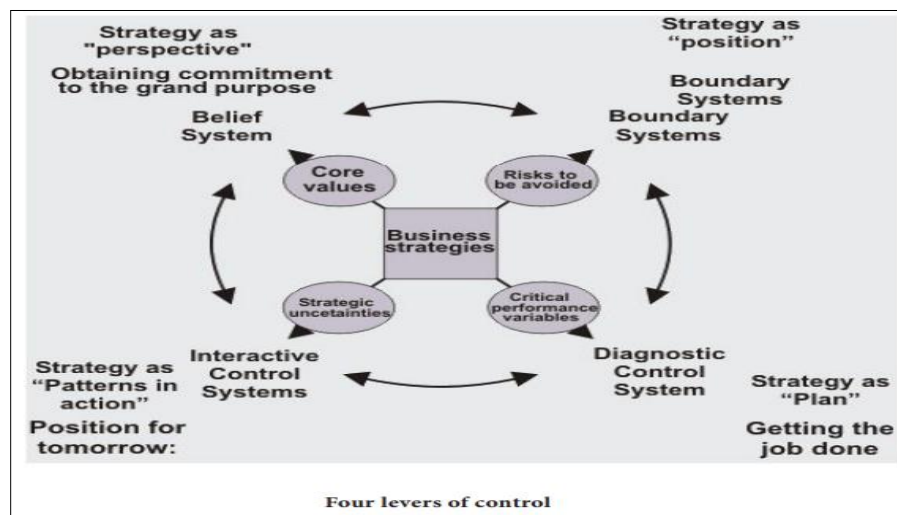 Strategy as
"perspective"
Obtaining commitment
to the grand purpose
Belief
System
Strategy as
“position”
Boundary
Systems
Boundary
Systems
Core
values
Risks to
be avoided
Business
strategies
Strategic
uncetainties
Critical
performance
variables
Strategy as
“Patterns in
action”
Position for
tomorrow:
Interactive
Control
Systems
Diagnostic
Control
System
Strategy as
“Plan”
Getting the
job done
Four levers of control